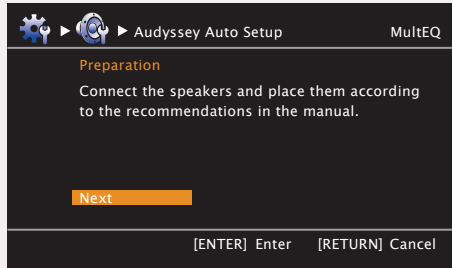 Audyssey Auto Setup MultEQ
Preparation
Connect the speakers and place them according
to the recommendations in the manual.
Next
[ENTER] Enter [RETURN] Cancel